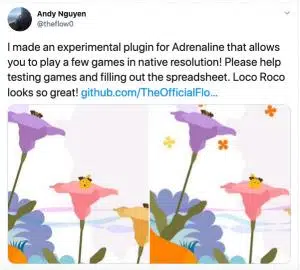 Andy Nguyen
@theflow0
I made an experimental plugin for Adrenaline that allows
you to play a few games in native resolution! Please help
testing games and filling out the spreadsheet. Loco Roco
looks so great! github.com/TheOfficialFlo...